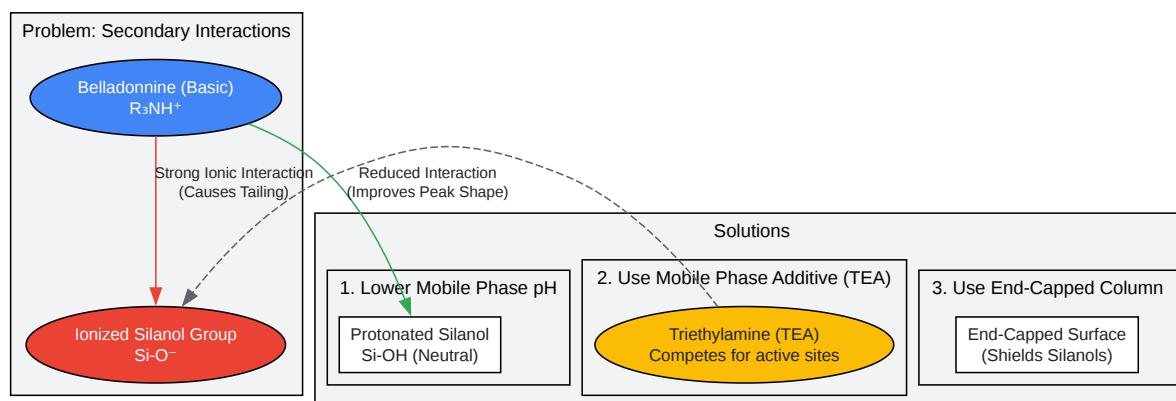 Problem: Secondary Interactions
Belladonnine (Basic)
R₃NH⁺
Strong Ionic Interaction
(Causes Tailing)
Reduced Interaction
(Improves Peak Shape)
Ionized Silanol Group
Si-O⁻
Solutions
1. Lower Mobile Phase pH
Protonated Silanol
Si-OH (Neutral)
2. Use Mobile Phase Additive (TEA)
Triethylamine (TEA)
Competes for active sites
3. Use End-Capped Column
End-Capped Surface
(Shields Silanols)